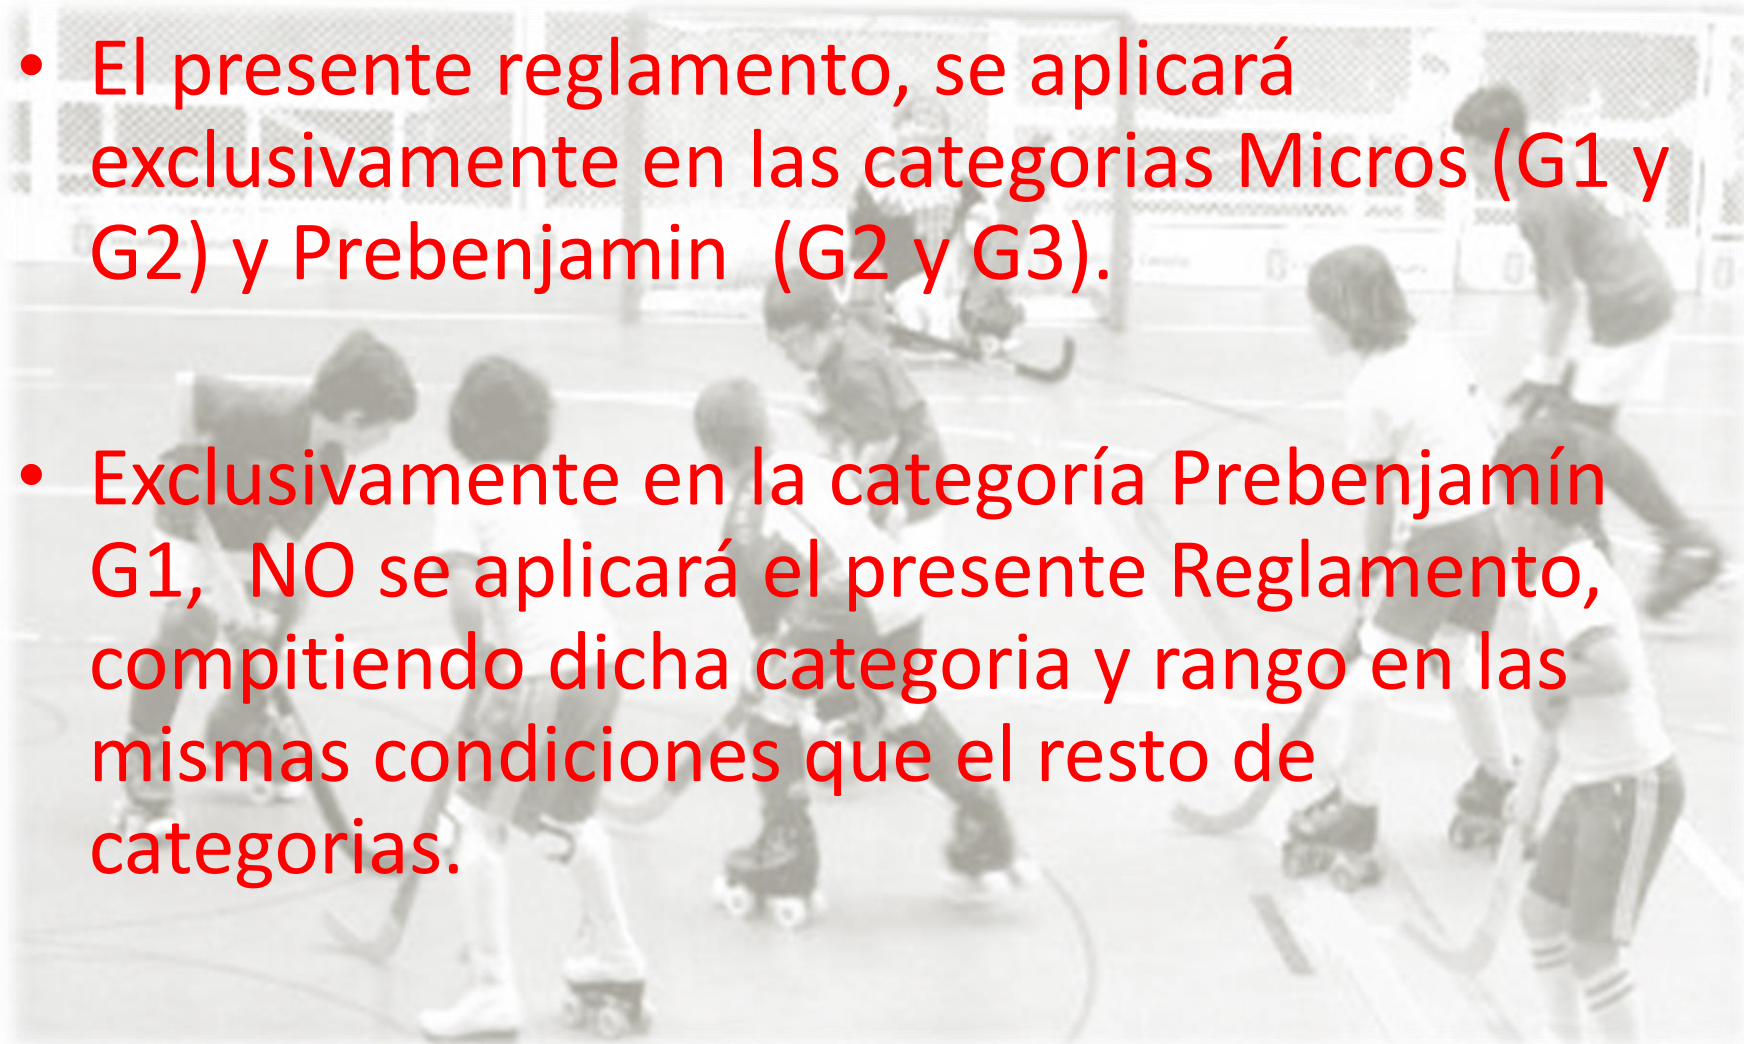 • El presente reglamento, se aplicará
exclusivamente en las categorias Micros (G1 y
G2) y Prebenjamin  (G2 y G3).
• Exclusivamente en la categoría Prebenjamín
G1,  NO se aplicará el presente Reglamento,
compitiendo dicha categoria y rango en las
mismas condiciones que el resto de
categorias.